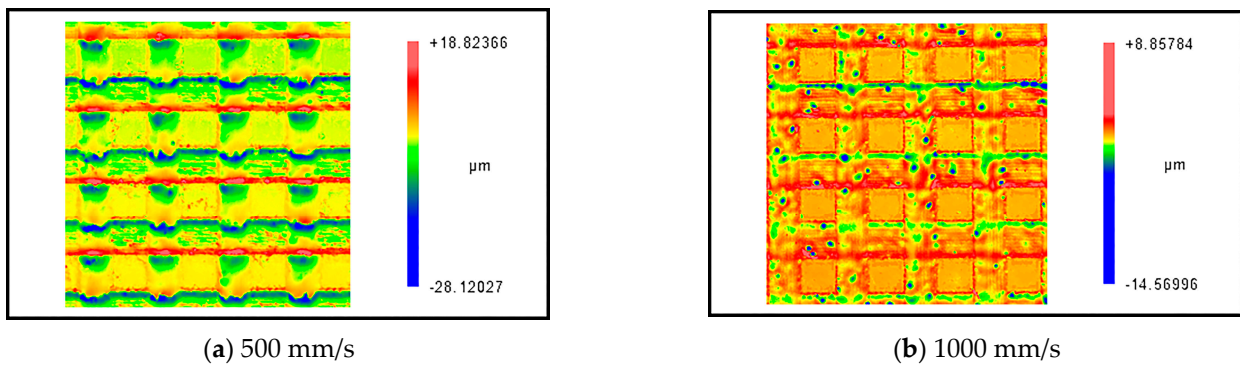 +18.82366
µm
-28.12027
+8.85784
µm
-14.56996
(a) 500 mm/s
(b) 1000 mm/s